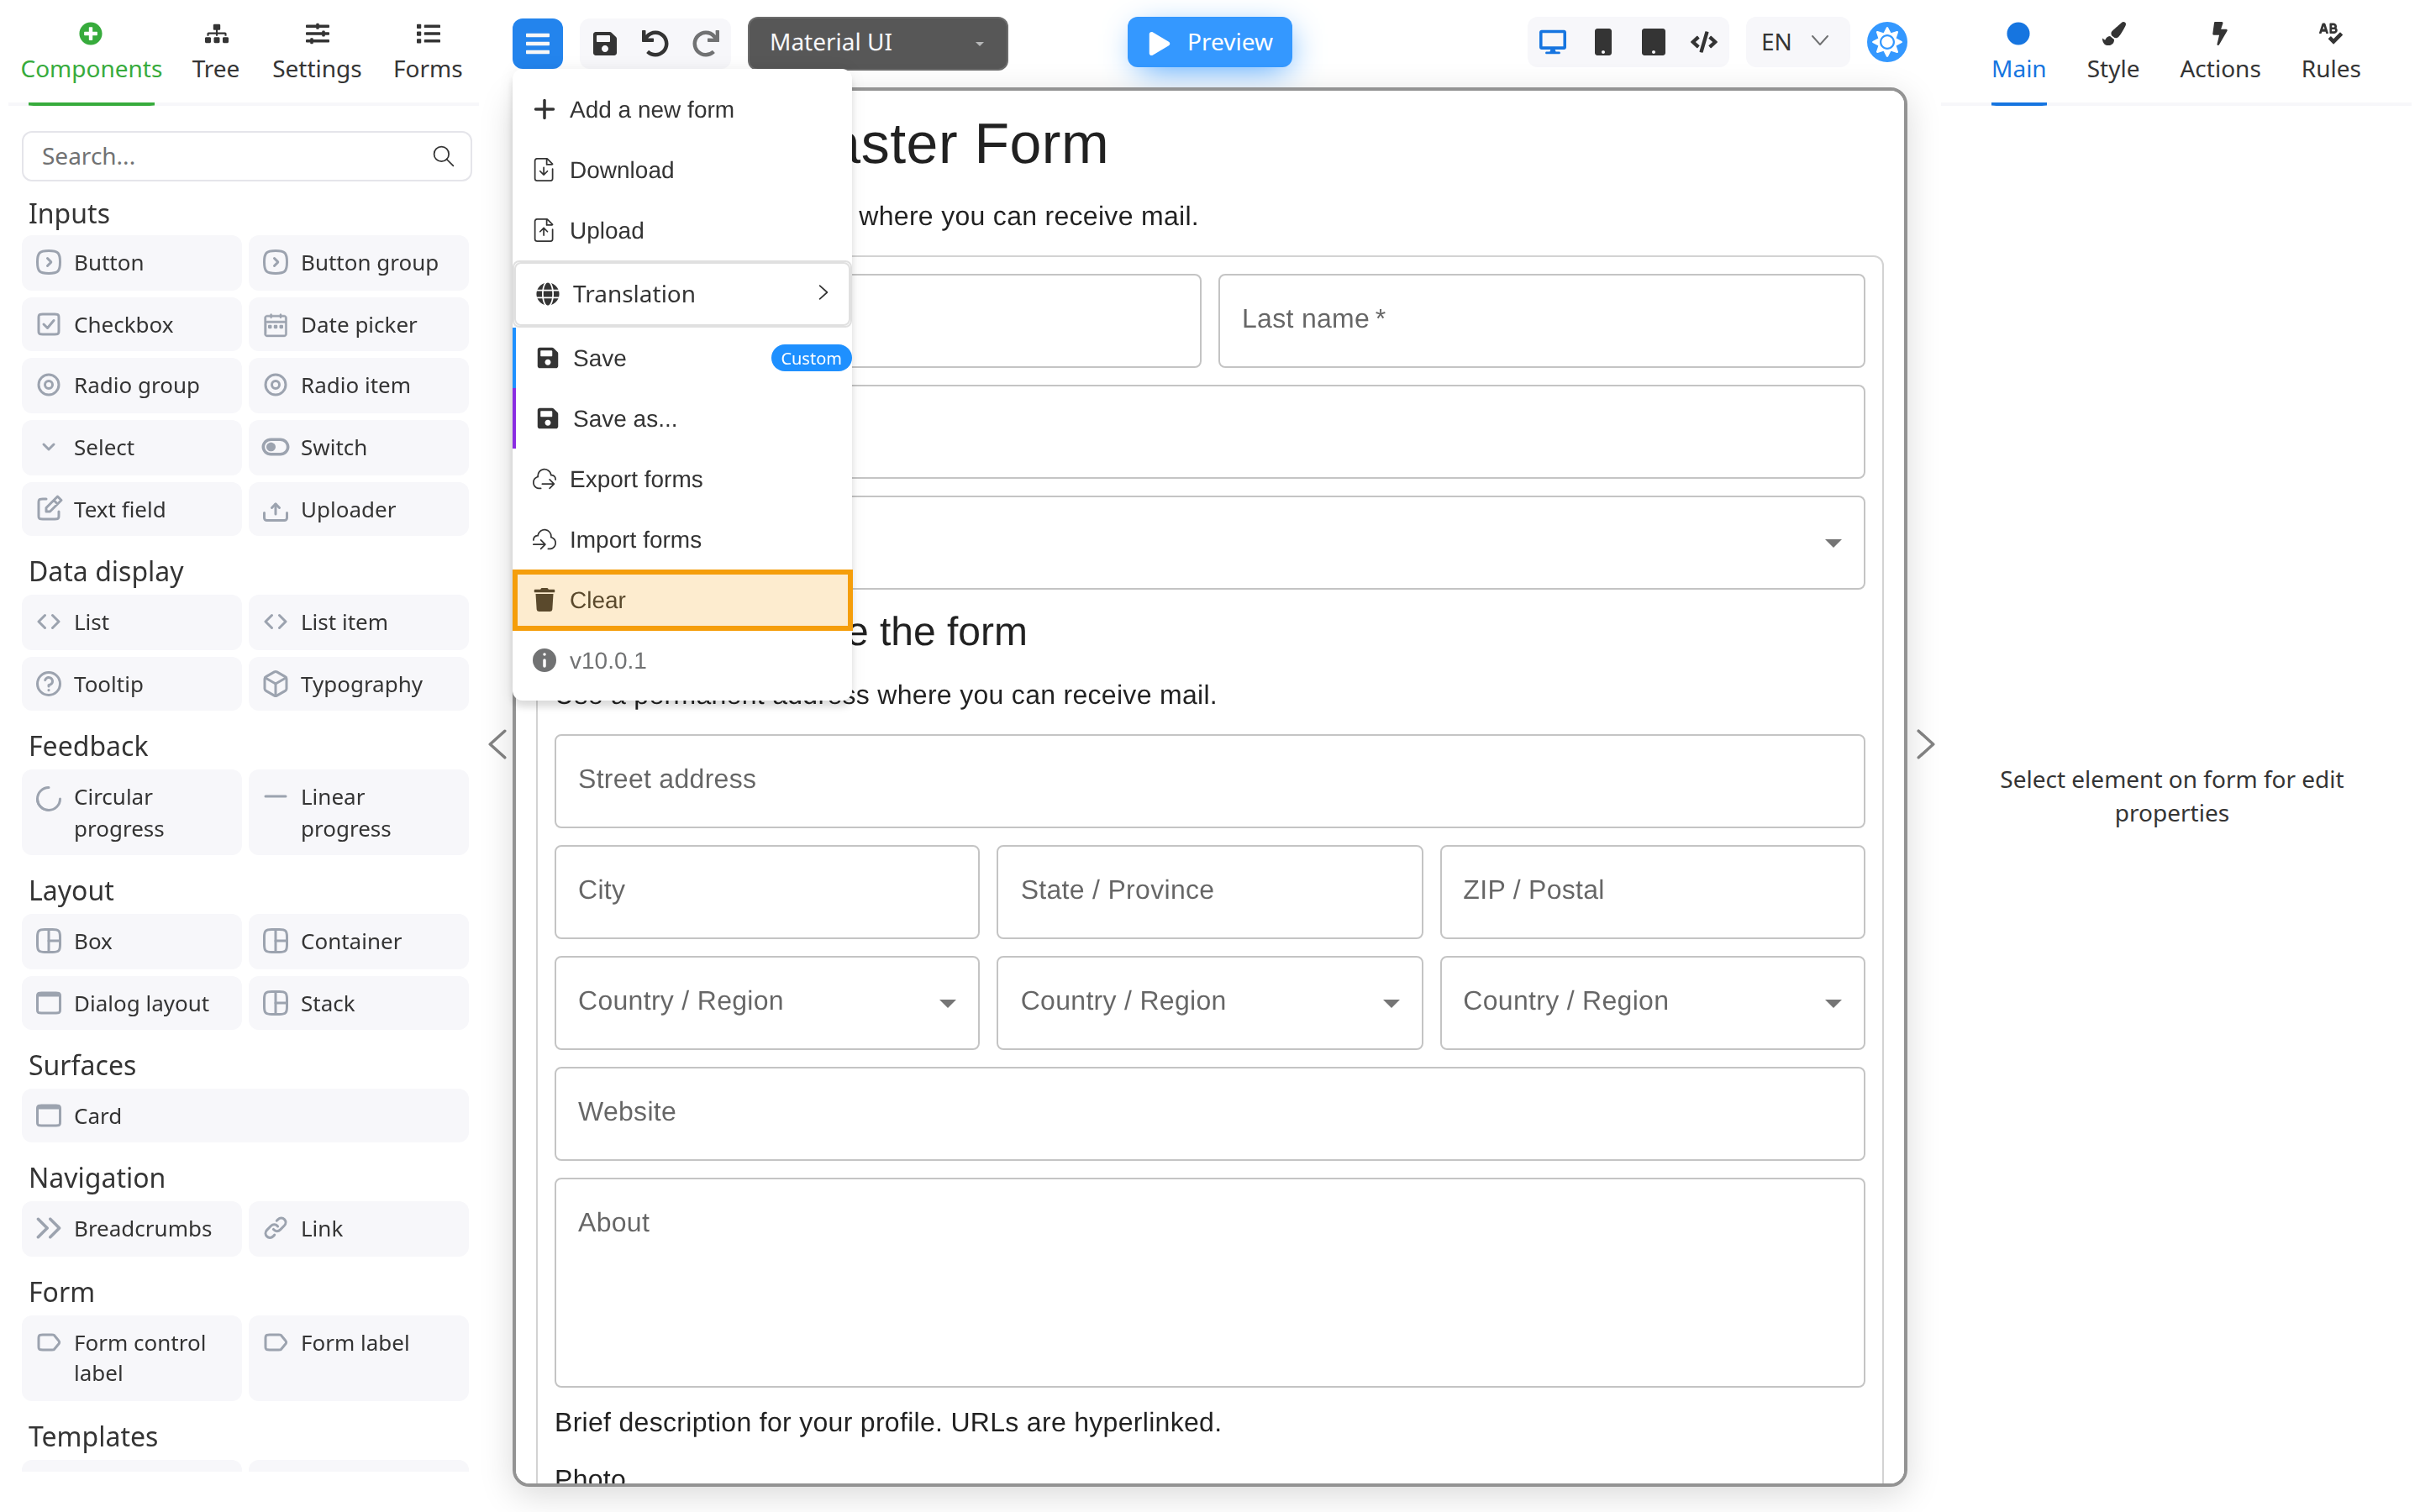 Components
Tree
Settings
Forms
Material UI
Preview
EN
Main
Style
Actions
Rules
Search...
Inputs
Button
Button group
Checkbox
Date picker
Radio group
Radio item
Select
Switch
Text field
Uploader
Data display
List
List item
Tooltip
Typography
Feedback
Circular
progress
Linear
progress
Layout
Box
Container
Dialog layout
Stack
Surfaces
Card
Navigation
Breadcrumbs
Link
Form
Form control
label
Form label
Templates
Add a new form
Download
Upload
Translation
Save
Custom
Save as...
Export forms
Import forms
Clear
v10.0.1
Form
where you can receive mail.
Last name *
the form
where you can receive mail.
Street address
City
State / Province
ZIP / Postal
Country / Region
Country / Region
Country / Region
Website
About
Brief description for your profile. URLs are hyperlinked.
Photo
Select element on form for edit
properties